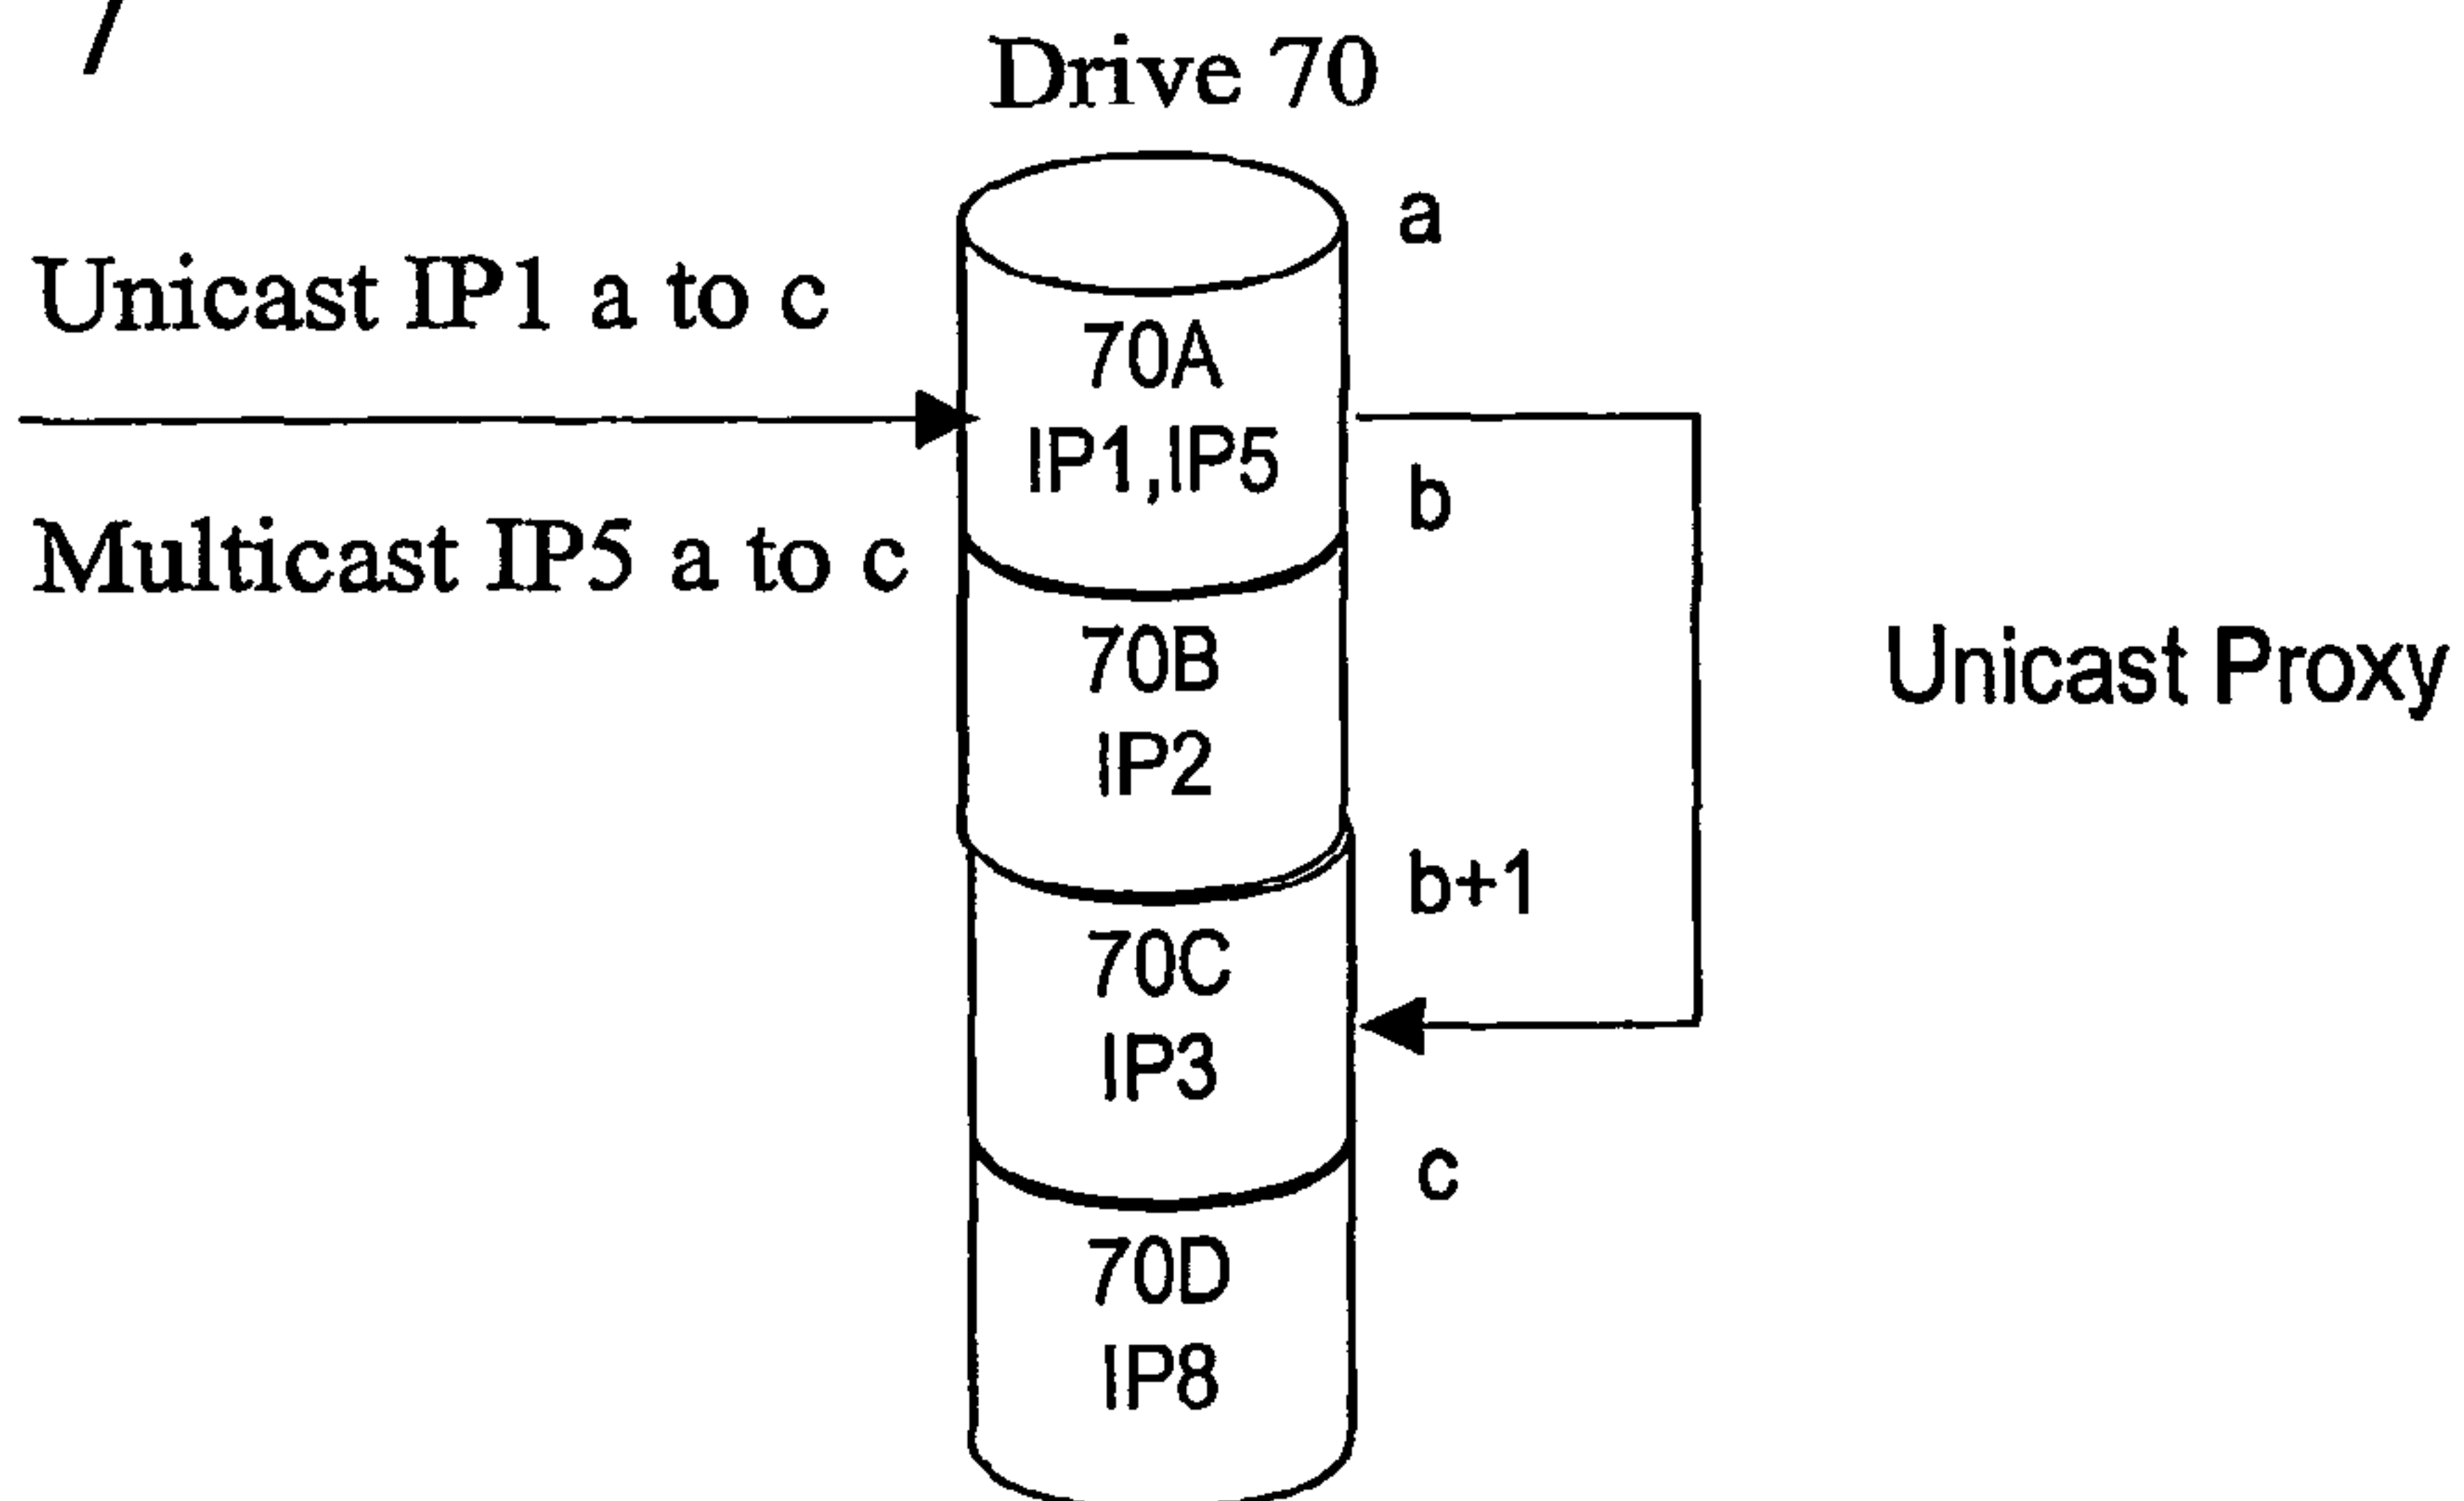 Drive 70
a
Unicast IP1 a to c
70A
IP1,IP5
b
Multicast IP5 a to c
70B
IP2
Unicast Proxy
b+1
70C
IP3
c
70D
IP8